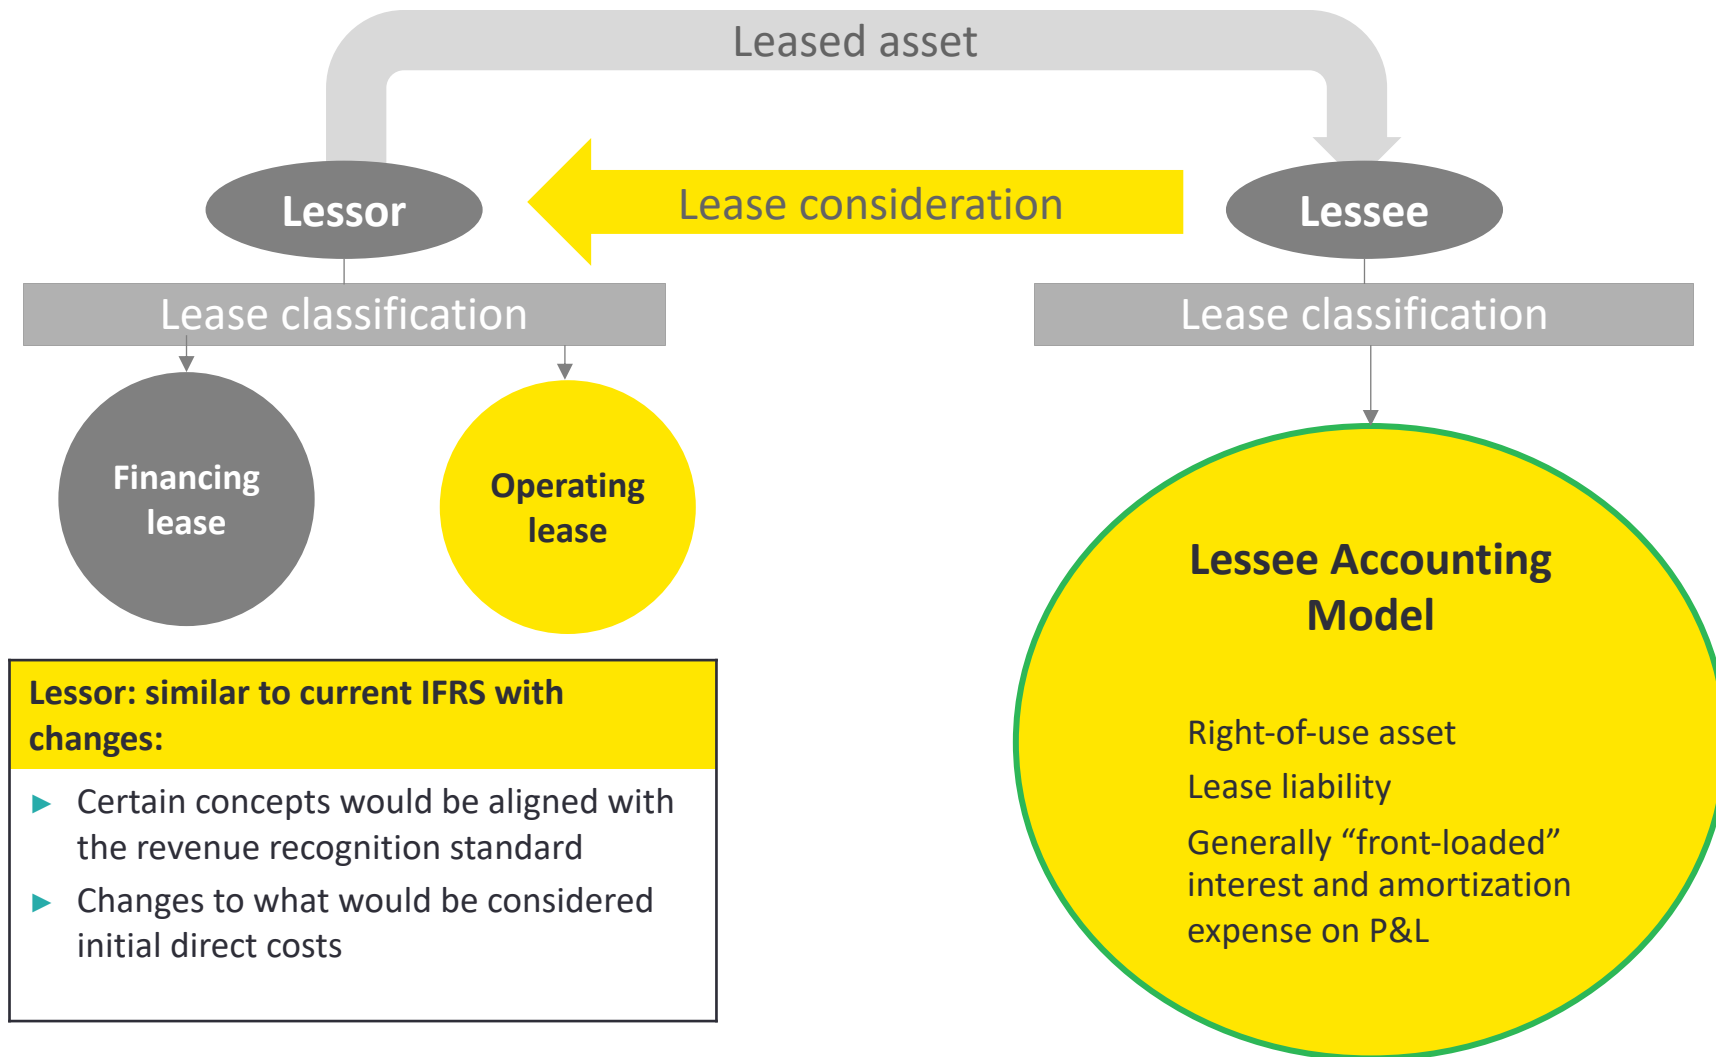 Leased asset
Lessor
Lease consideration
Lessee
Lease classification
Lease classification
Financing
lease
Operating
lease
Lessee Accounting
Model
Right-of-use asset
Lease liability
Generally “front-loaded”
interest and amortization
expense on P&L
Lessor: similar to current IFRS with
changes:
► Certain concepts would be aligned with
the revenue recognition standard
► Changes to what would be considered
initial direct costs